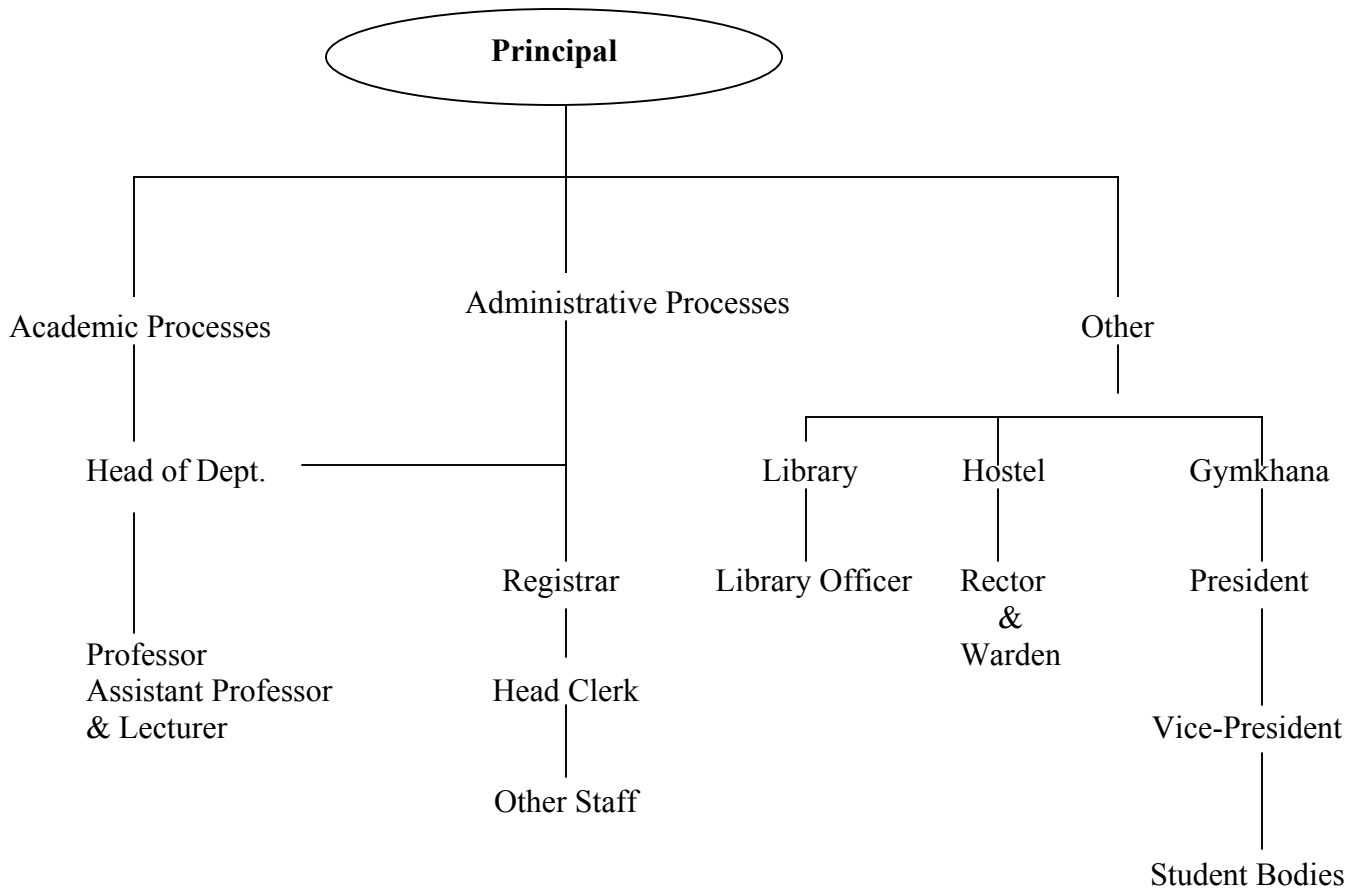 Principal
Administrative Processes
Academic Processes
Other
Head of Dept.
Library
Hostel
Gymkhana
Registrar
Library Officer
Rector
&
Warden
President
Professor
Assistant Professor
& Lecturer
Head Clerk
Vice-President
Other Staff
Student Bodies